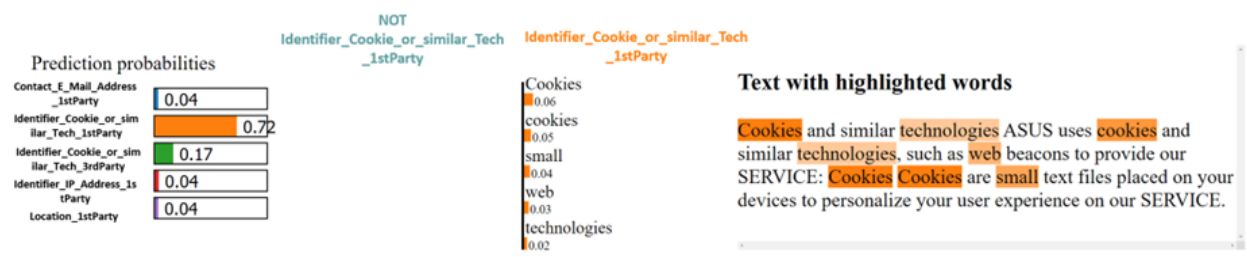 Prediction probabilities
Contact_E_Mail_Address
_1stParty
0.04
Identifier_Cookie_or_sim
ilar_Tech_1stParty
0.72
Identifier_Cookie_or_sim
ilar_Tech_3rdParty
0.17
Identifier_IP_Address_1s
tParty
0.04
Location_1stParty
0.04
NOT
Identifier_Cookie_or_similar_Tech
_1stParty
Identifier_Cookie_or_similar_Tech
_1stParty
Cookies
0.06
cookies
0.05
small
0.04
web
0.03
technologies
0.02
Text with highlighted words
Cookies and similar technologies ASUS uses cookies and
similar technologies, such as web beacons to provide our
SERVICE: Cookies Cookies are small text files placed on your
devices to personalize your user experience on our SERVICE.